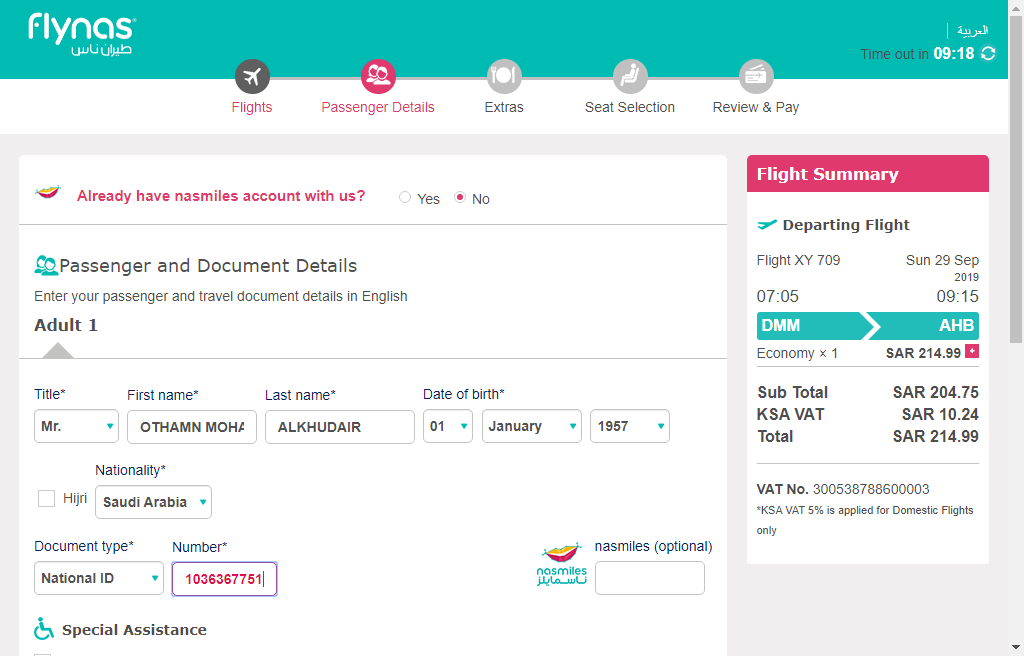 flynas
طيران ناس
العربية
Time out in 09:18
Flights
Passenger Details
Extras
Seat Selection
Review & Pay
Already have nasmiles account with us?
Yes
No
Passenger and Document Details
Enter your passenger and travel document details in English
Adult 1
Title*
First name*
Last name*
Date of birth*
Mr.
OTHAMN MOHA
ALKHUDAIR
01
January
1957
Nationality*
Hijri
Saudi Arabia
Document type*
Number*
nasmiles (optional)
National ID
1036367751
nasmiles
ناسمايلز
Special Assistance
Flight Summary
Departing Flight
Flight XY 709
Sun 29 Sep
2019
07:05
09:15
DMM
AHB
Economy × 1
SAR 214.99 +
Sub Total
SAR 204.75
KSA VAT
SAR 10.24
Total
SAR 214.99
VAT No. 300538788600003
*KSA VAT 5% is applied for Domestic Flights
only